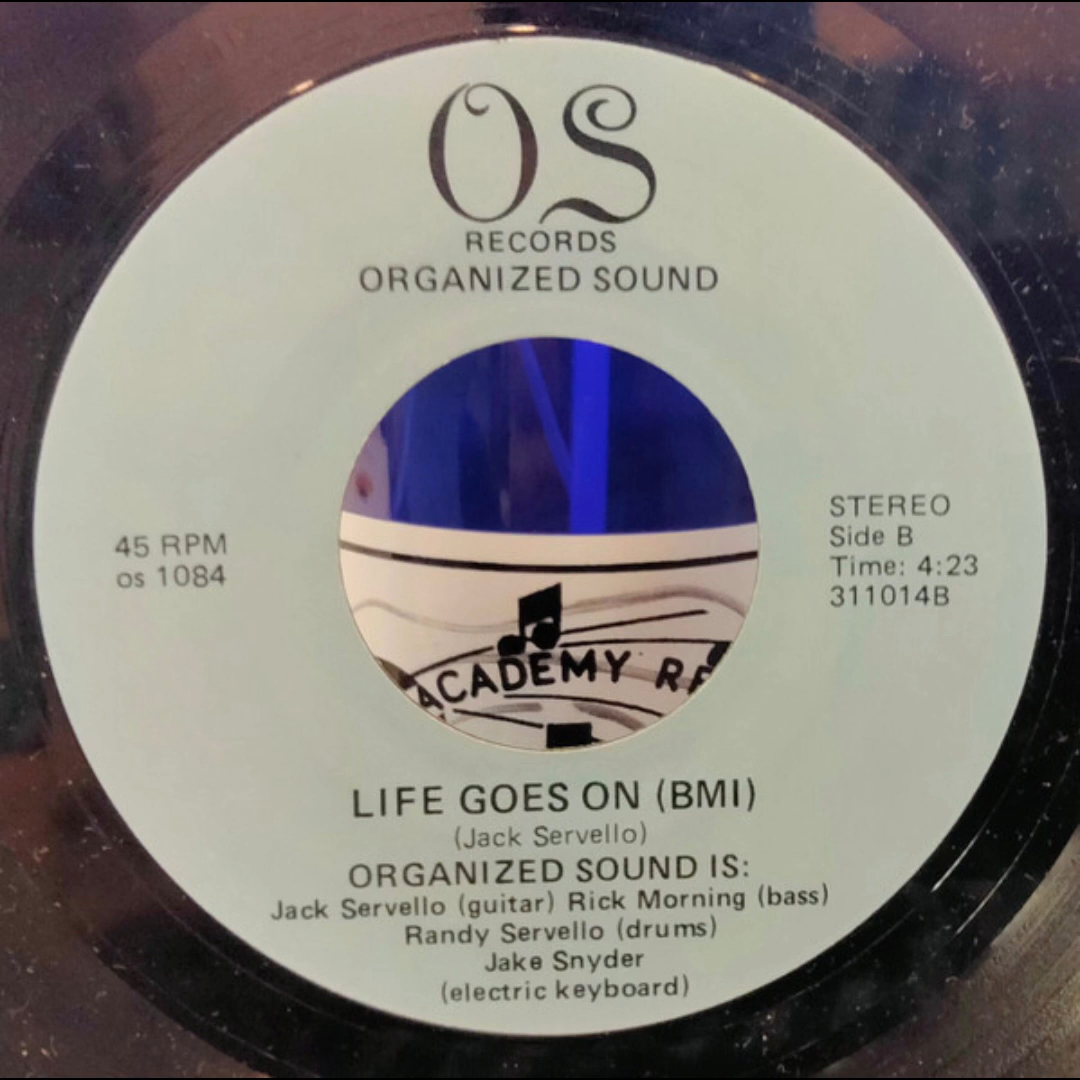 OS
RECORDS
ORGANIZED SOUND
45 RPM
os 1084
STEREO
Side B
Time: 4:23
311014B
ACADEMY
LIFE GOES ON (BMI)
(Jack Servello)
ORGANIZED SOUND IS:
Jack Servello (guitar) Rick Morning (bass)
Randy Servello (drums)
Jake Snyder
(electric keyboard)